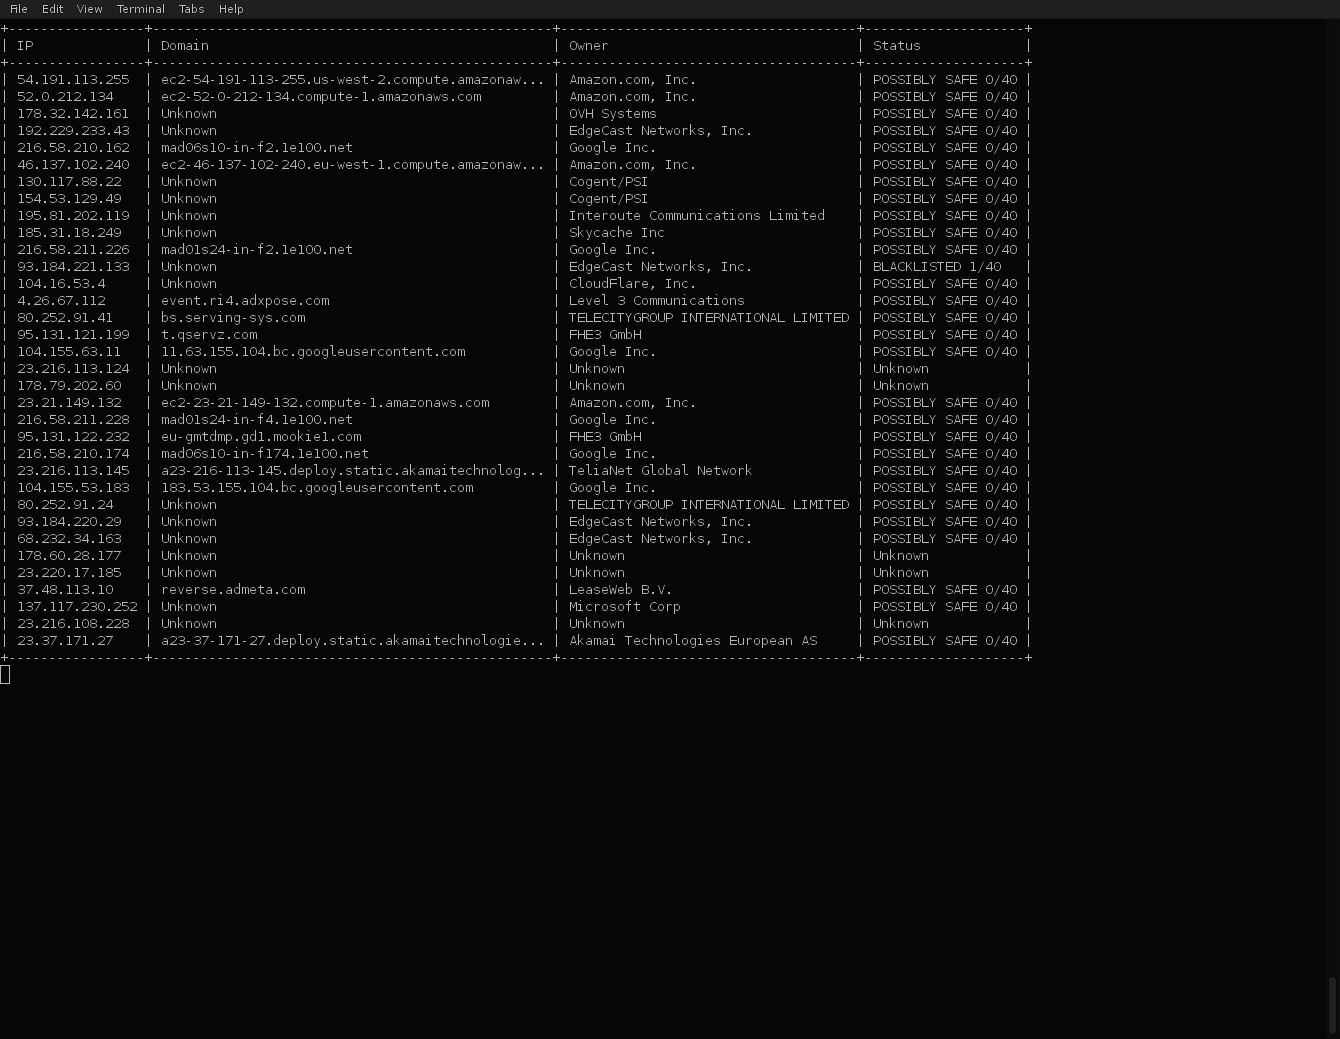 File Edit View Terminal Tabs Help
+-----------------+--------------------------------------------------+-------------------------------------+--------------------+
| IP | Domain | Owner | Status |
+-----------------+--------------------------------------------------+-------------------------------------+--------------------+
| 54.191.113.255 | ec2-54-191-113-255.us-west-2.compute.amazonaw... | Amazon.com, Inc. | POSSIBLY SAFE 0/40 |
| 52.0.212.134 | ec2-52-0-212-134.compute-1.amazonaws.com | Amazon.com, Inc. | POSSIBLY SAFE 0/40 |
| 178.32.142.161 | Unknown | OVH Systems | POSSIBLY SAFE 0/40 |
| 192.229.233.43 | Unknown | EdgeCast Networks, Inc. | POSSIBLY SAFE 0/40 |
| 216.58.210.162 | mad06s10-in-f2.1e100.net | Google Inc. | POSSIBLY SAFE 0/40 |
| 46.137.102.240 | ec2-46-137-102-240.eu-west-1.compute.amazonaw... | Amazon.com, Inc. | POSSIBLY SAFE 0/40 |
| 130.117.88.22 | Unknown | Cogent/PSI | POSSIBLY SAFE 0/40 |
| 154.53.129.49 | Unknown | Cogent/PSI | POSSIBLY SAFE 0/40 |
| 195.81.202.119 | Unknown | Interoute Communications Limited | POSSIBLY SAFE 0/40 |
| 185.31.18.249 | Unknown | Skycache Inc | POSSIBLY SAFE 0/40 |
| 216.58.211.226 | mad01s24-in-f2.1e100.net | Google Inc. | POSSIBLY SAFE 0/40 |
| 93.184.221.133 | Unknown | EdgeCast Networks, Inc. | BLACKLISTED 1/40 |
| 104.16.53.4 | Unknown | CloudFlare, Inc. | POSSIBLY SAFE 0/40 |
| 4.26.67.112 | event.ri4.adxpose.com | Level 3 Communications | POSSIBLY SAFE 0/40 |
| 80.252.91.41 | bs.serving-sys.com | TELECITYGROUP INTERNATIONAL LIMITED | POSSIBLY SAFE 0/40 |
| 95.131.121.199 | t.qservz.com | FHE3 GmbH | POSSIBLY SAFE 0/40 |
| 104.155.63.11 | 11.63.155.104.bc.googleusercontent.com | Google Inc. | POSSIBLY SAFE 0/40 |
| 23.216.113.124 | Unknown | Unknown | Unknown |
| 178.79.202.60 | Unknown | Unknown | Unknown |
| 23.21.149.132 | ec2-23-21-149-132.compute-1.amazonaws.com | Amazon.com, Inc. | POSSIBLY SAFE 0/40 |
| 216.58.211.228 | mad01s24-in-f4.1e100.net | Google Inc. | POSSIBLY SAFE 0/40 |
| 95.131.122.232 | eu-gmtdmp.gd1.mookie1.com | FHE3 GmbH | POSSIBLY SAFE 0/40 |
| 216.58.210.174 | mad06s10-in-f174.1e100.net | Google Inc. | POSSIBLY SAFE 0/40 |
| 23.216.113.145 | a23-216-113-145.deploy.static.akamaitechnolog... | TeliaNet Global Network | POSSIBLY SAFE 0/40 |
| 104.155.53.183 | 183.53.155.104.bc.googleusercontent.com | Google Inc. | POSSIBLY SAFE 0/40 |
| 80.252.91.24 | Unknown | TELECITYGROUP INTERNATIONAL LIMITED | POSSIBLY SAFE 0/40 |
| 93.184.220.29 | Unknown | EdgeCast Networks, Inc. | POSSIBLY SAFE 0/40 |
| 68.232.34.163 | Unknown | EdgeCast Networks, Inc. | POSSIBLY SAFE 0/40 |
| 178.60.28.177 | Unknown | Unknown | Unknown |
| 23.220.17.185 | Unknown | Unknown | Unknown |
| 37.48.113.10 | reverse.admeta.com | LeaseWeb B.V. | POSSIBLY SAFE 0/40 |
| 137.117.230.252 | Unknown | Microsoft Corp | POSSIBLY SAFE 0/40 |
| 23.216.108.228 | Unknown | Unknown | Unknown |
| 23.37.171.27 | a23-37-171-27.deploy.static.akamaitechnologie... | Akamai Technologies European AS | POSSIBLY SAFE 0/40 |
+-----------------+--------------------------------------------------+-------------------------------------+--------------------+